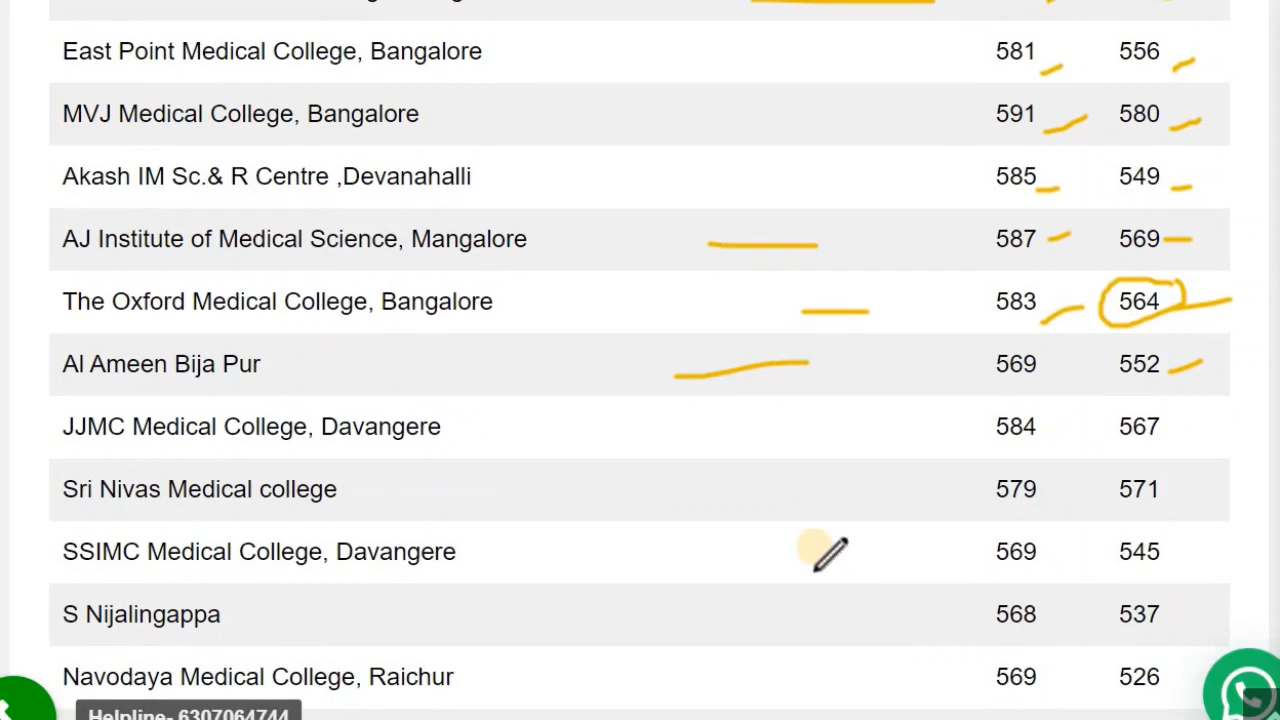 East Point Medical College, Bangalore 581 556
MVJ Medical College, Bangalore 591 580
Akash IM Sc.& R Centre ,Devanahalli 585 549
AJ Institute of Medical Science, Mangalore 587 569
The Oxford Medical College, Bangalore 583 564
Al Ameen Bija Pur 569 552
JJMC Medical College, Davangere 584 567
Sri Nivas Medical college 579 571
SSIMC Medical College, Davangere 569 545
S Nijalingappa 568 537
Navodaya Medical College, Raichur 569 526
Helpline- 6307064744